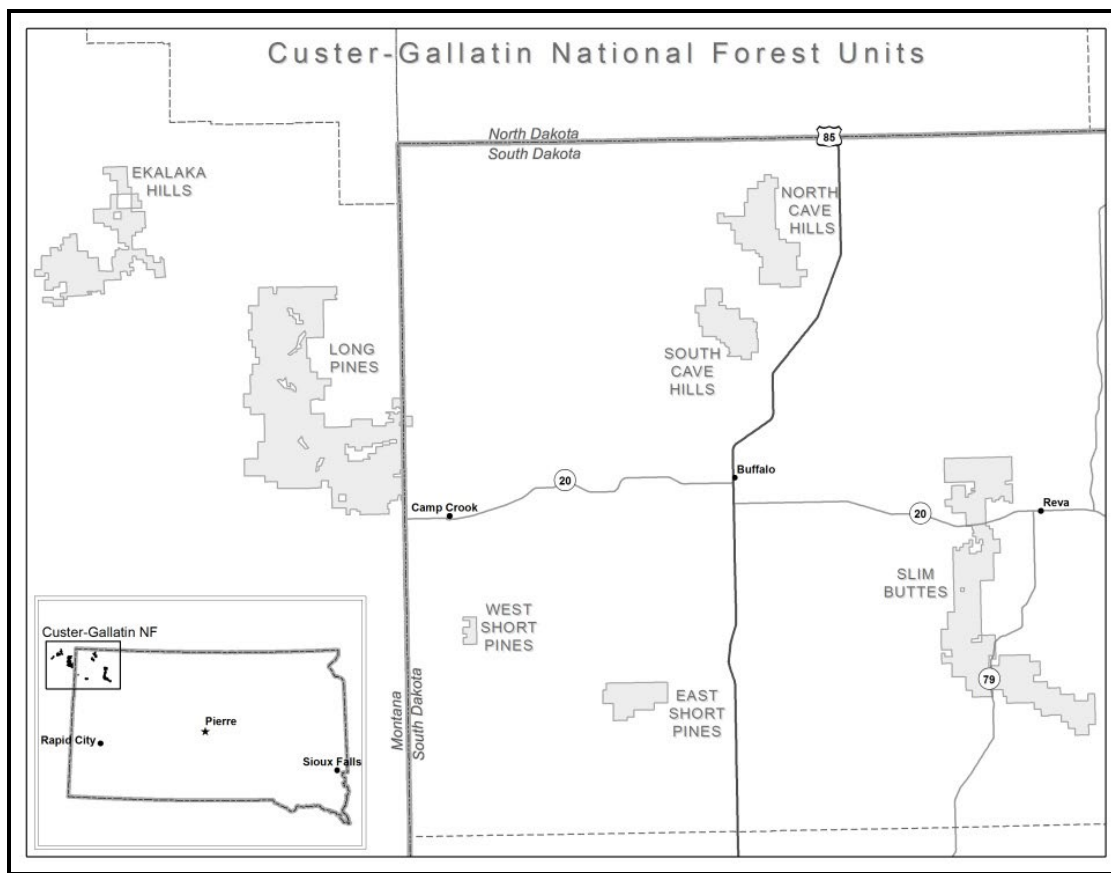 Custer-Gallatin National Forest Units
North Dakota
85
South Dakota
EKALAKA
HILLS
NORTH
CAVE
HILLS
LONG
PINES
SOUTH
CAVE
HILLS
Buffalo
20
Camp Crook
20
Reva
SLIM
BUTTES
WEST
SHORT
PINES
79
EAST
SHORT
PINES
Montana
South Dakota
Custer-Gallatin NF
Pierre
Rapid City
Sioux Falls